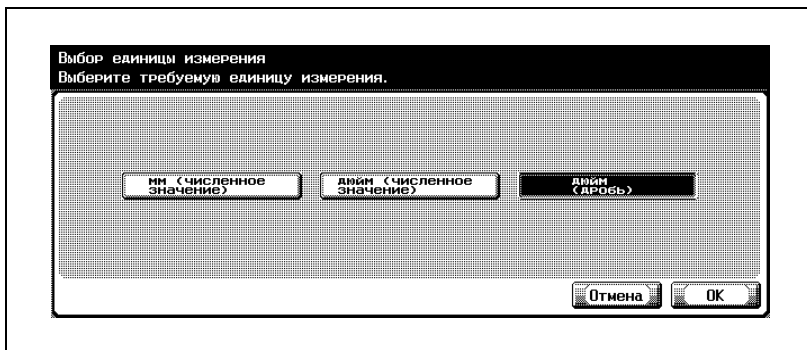 Выбор единицы измерения
Выберите требуемую единицу измерения.
мм (численное
значение)
дюйм (численное
значение)
дюйм
(дробь)
Отмена
OK